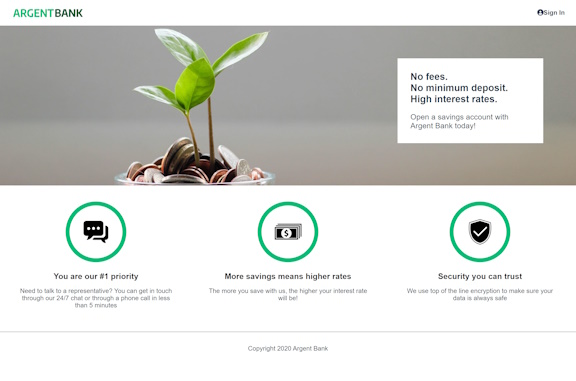 ARGENTBANK
Sign In
No fees.
No minimum deposit.
High interest rates.
Open a savings account with
Argent Bank today!
You are our #1 priority
Need to talk to a representative? You can get in touch
through our 24/7 chat or through a phone call in less
than 5 minutes
$
More savings means higher rates
The more you save with us, the higher your interest rate
will be!
Security you can trust
We use top of the line encryption to make sure your
data is always safe
Copyright 2020 Argent Bank